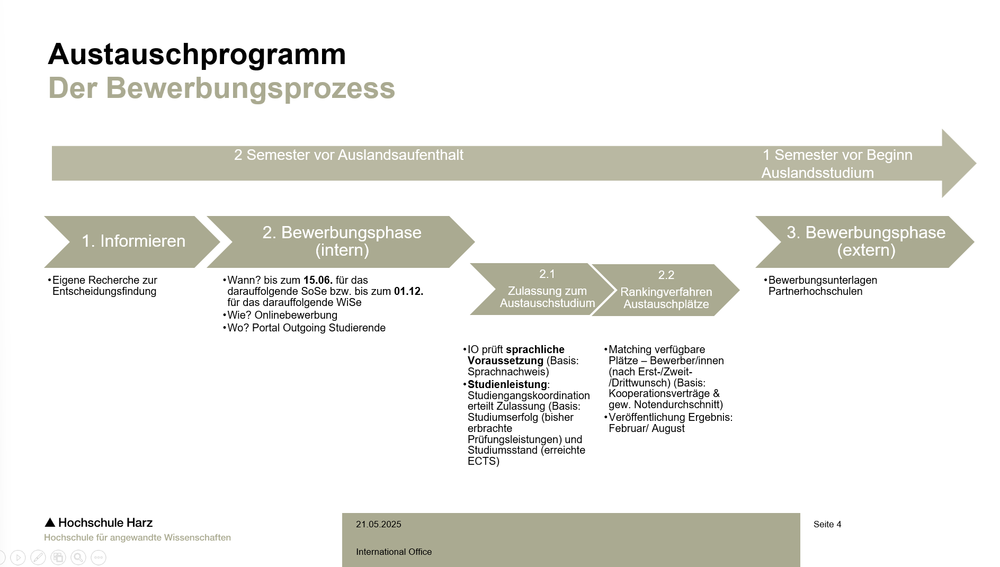 Austauschprogramm
Der Bewerbungsprozess
2 Semester vor Auslandsaufenthalt
1 Semester vor Beginn
Auslandsstudium
1. Informieren
•Eigene Recherche zur
Entscheidungsfindung
2. Bewerbungsphase
(intern)
•Wann? bis zum 15.06. für das
darauffolgende SoSe bzw. bis zum 01.12.
für das darauffolgende WiSe
•Wie? Onlinebewerbung
•Wo? Portal Outgoing Studierende
2.1
Zulassung zum
Austauschstudium
•IO prüft sprachliche
Voraussetzung (Basis:
Sprachnachweis)
•Studienleistung:
Studiengangskoordination
erteilt Zulassung (Basis:
Studiumserfolg (bisher
erbrachte
Prüfungsleistungen) und
Studiumsstand (erreichte
ECTS)
2.2
Rankingverfahren
Austauschplätze
•Matching verfügbare
Plätze – Bewerber/innen
(nach Erst-/Zweit-
/Drittwunsch) (Basis:
Kooperationsverträge &
gew. Notendurchschnitt)
•Veröffentlichung Ergebnis:
Februar/ August
3. Bewerbungsphase
(extern)
•Bewerbungsunterlagen
Partnerhochschulen
Hochschule Harz
Hochschule für angewandte Wissenschaften
21.05.2025
International Office
Seite 4